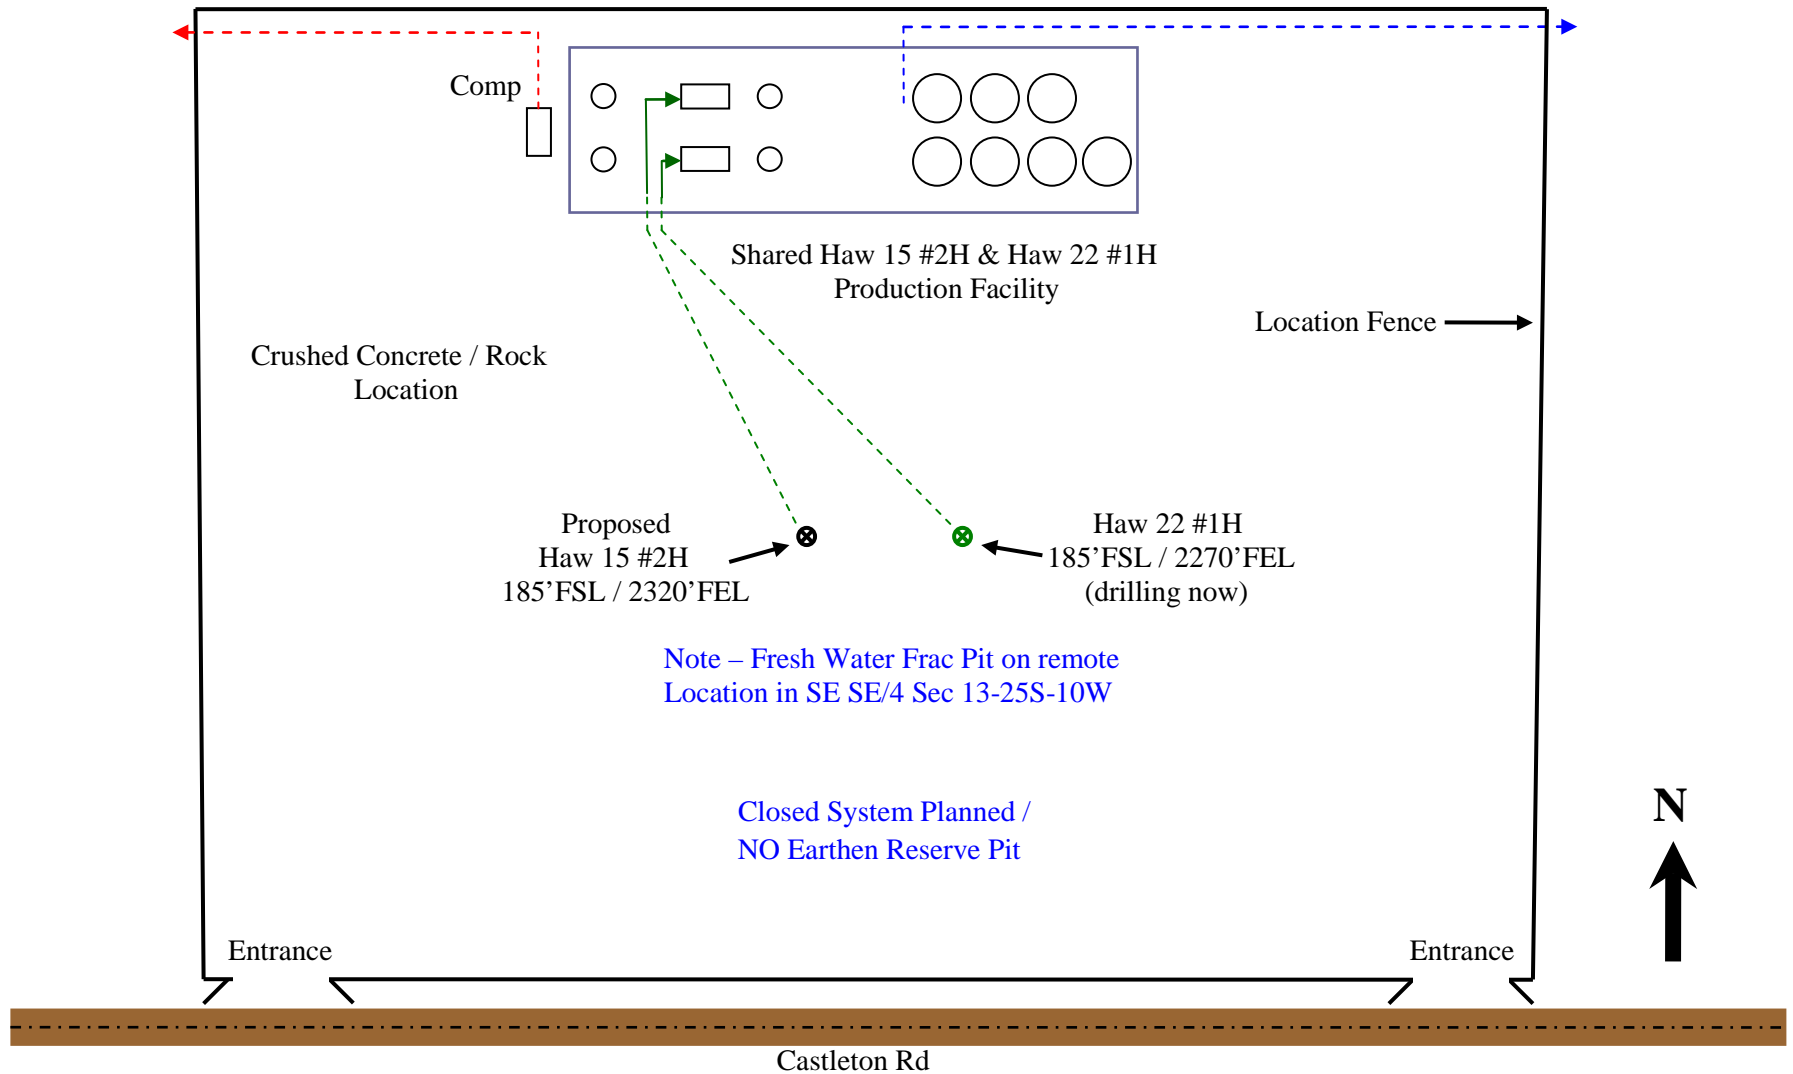 Comp
Shared Haw 15 #2H & Haw 22 #1H
Production Facility
Location Fence
Crushed Concrete / Rock
Location
Proposed
Haw 15 #2H
185’FSL / 2320’FEL
Haw 22 #1H
185’FSL / 2270’FEL
(drilling now)
Note – Fresh Water Frac Pit on remote
Location in SE SE/4 Sec 13-25S-10W
Closed System Planned /
NO Earthen Reserve Pit
N
Entrance
Entrance
Castleton Rd